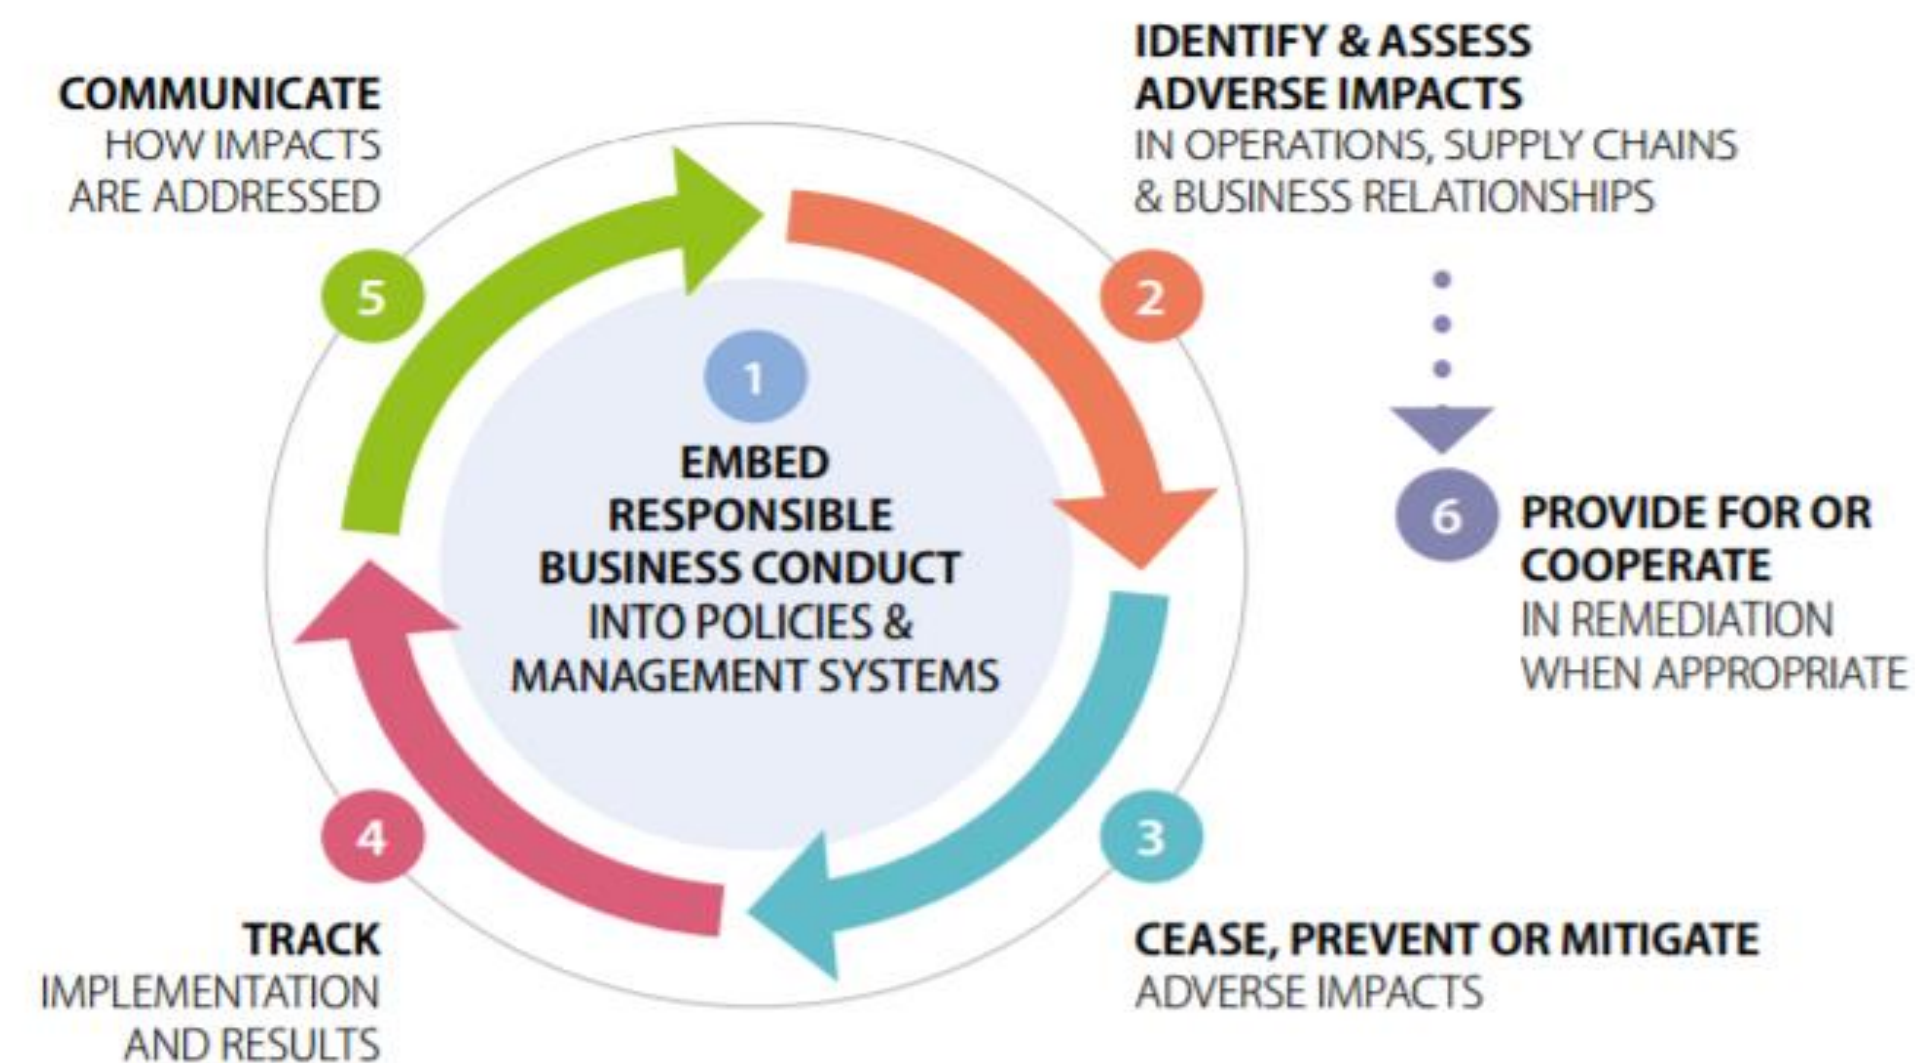 COMMUNICATE
HOW IMPACTS
ARE ADDRESSED
5
IDENTIFY & ASSESS
ADVERSE IMPACTS
IN OPERATIONS, SUPPLY CHAINS
& BUSINESS RELATIONSHIPS
2
1
EMBED
RESPONSIBLE
BUSINESS CONDUCT
INTO POLICIES &
MANAGEMENT SYSTEMS
6
PROVIDE FOR OR
COOPERATE
IN REMEDIATION
WHEN APPROPRIATE
4
TRACK
IMPLEMENTATION
AND RESULTS
3
CEASE, PREVENT OR MITIGATE
ADVERSE IMPACTS